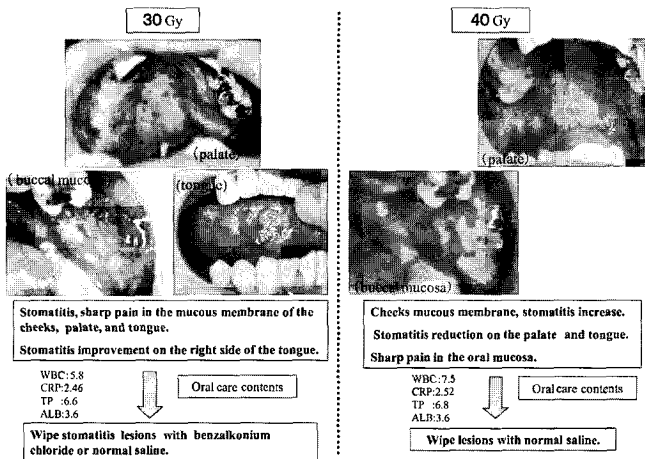 30 Gy
(palate)
(buccal muco
(tongue)
Stomatitis, sharp pain in the mucous membrane of the
cheeks, palate, and tongue.
Stomatitis improvement on the right side of the tongue.
WBC:5.8
CRP:2.46
TP :6.6
ALB:3.6
Oral care contents
Wipe stomatitis lesions with benzalkonium
chloride or normal saline.
40 Gy
(palate)
(buccal mucosa)
Cheeks mucous membrane, stomatitis increase.
Stomatitis reduction on the palate and tongue.
Sharp pain in the oral mucosa.
WBC:7.5
CRP:2.52
TP :6.8
ALB:3.6
Oral care contents
Wipe lesions with normal saline.